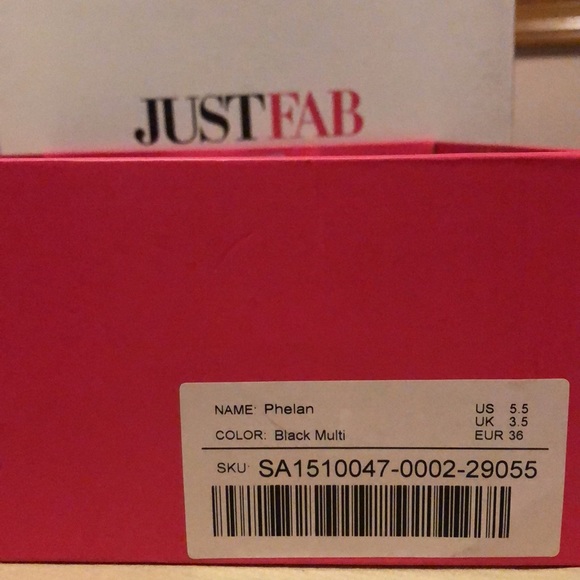 JUSTFAB
NAME: Phelan
COLOR: Black Multi
US 5.5
UK 3.5
EUR 36
SKU: SA1510047-0002-29055